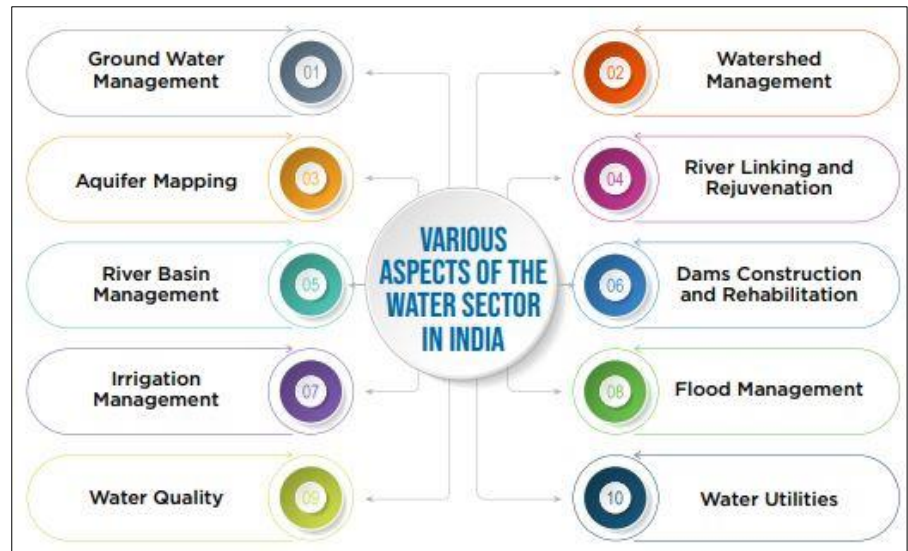 Ground Water
Management
01
02
Watershed
Management
Aquifer Mapping
03
04
River Linking and
Rejuvenation
VARIOUS
ASPECTS OF THE
WATER SECTOR
IN INDIA
River Basin
Management
05
06
Dams Construction
and Rehabilitation
Irrigation
Management
07
08
Flood Management
Water Quality
09
10
Water Utilities